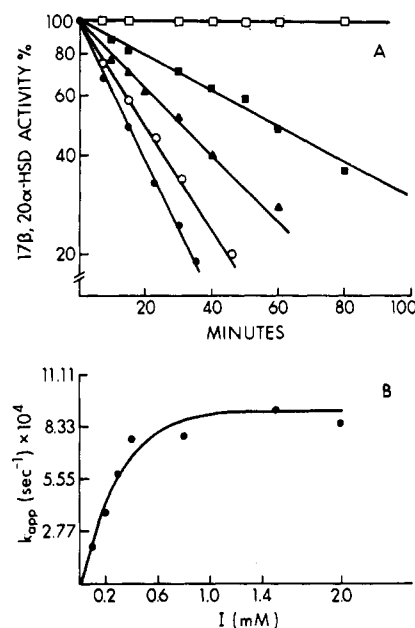 A
17β, 20α-HSD ACTIVITY %
100
80
60
40
20
20 40 60 80 100
MINUTES
B
k app (sec⁻¹) × 10⁴
11.11
8.33
5.55
2.77
0.2 0.6 1.0 1.4 2.0
I (mM)